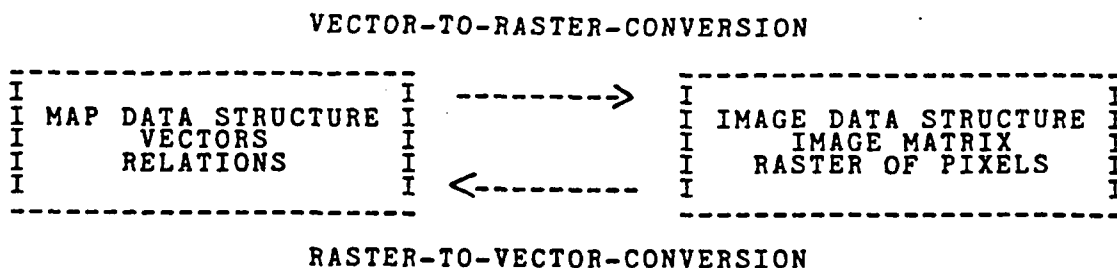 VECTOR-TO-RASTER-CONVERSION
MAP DATA STRUCTURE
VECTORS
RELATIONS
IMAGE DATA STRUCTURE
IMAGE MATRIX
RASTER OF PIXELS
RASTER-TO-VECTOR-CONVERSION